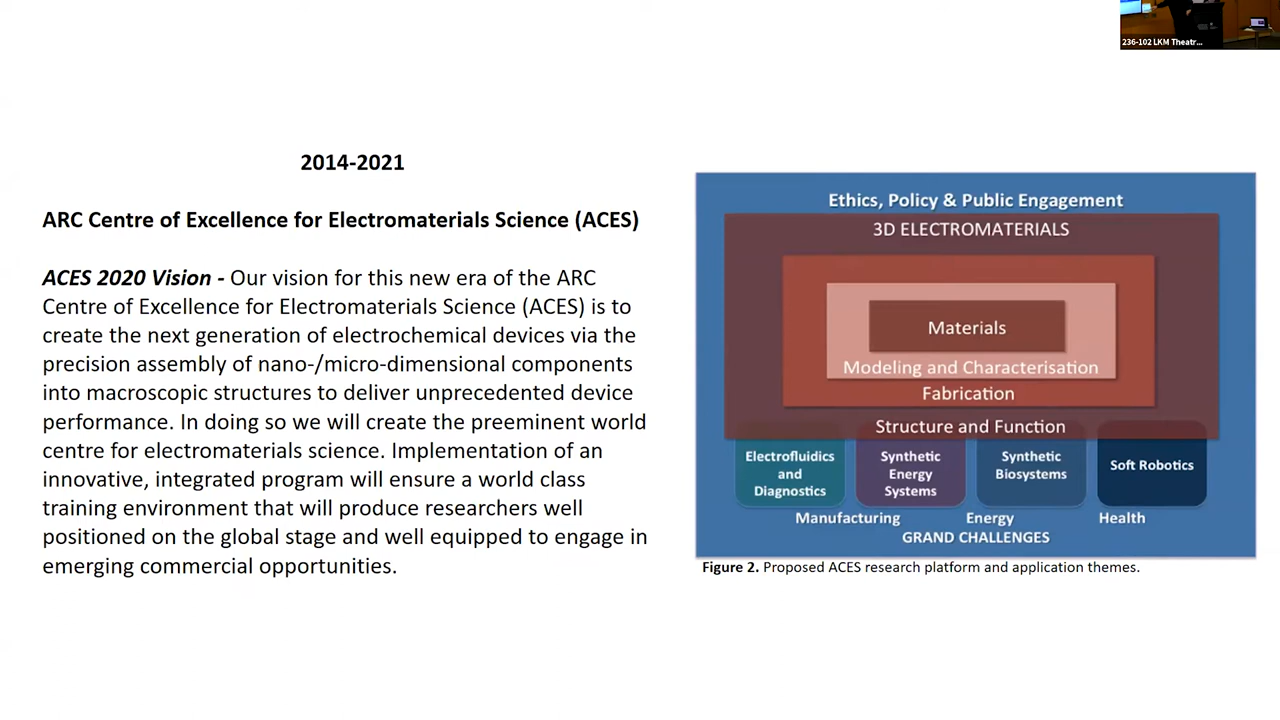 236-102 LKM Theatr...
2014-2021
ARC Centre of Excellence for Electromaterials Science (ACES)
ACES 2020 Vision - Our vision for this new era of the ARC
Centre of Excellence for Electromaterials Science (ACES) is to
create the next generation of electrochemical devices via the
precision assembly of nano-/micro-dimensional components
into macroscopic structures to deliver unprecedented device
performance. In doing so we will create the preeminent world
centre for electromaterials science. Implementation of an
innovative, integrated program will ensure a world class
training environment that will produce researchers well
positioned on the global stage and well equipped to engage in
emerging commercial opportunities.
Ethics, Policy & Public Engagement
3D ELECTROMATERIALS
Materials
Modeling and Characterisation
Fabrication
Structure and Function
Electrofluidics
and
Diagnostics
Synthetic
Energy
Systems
Synthetic
Biosystems
Soft Robotics
Manufacturing
Energy
Health
GRAND CHALLENGES
Figure 2. Proposed ACES research platform and application themes.